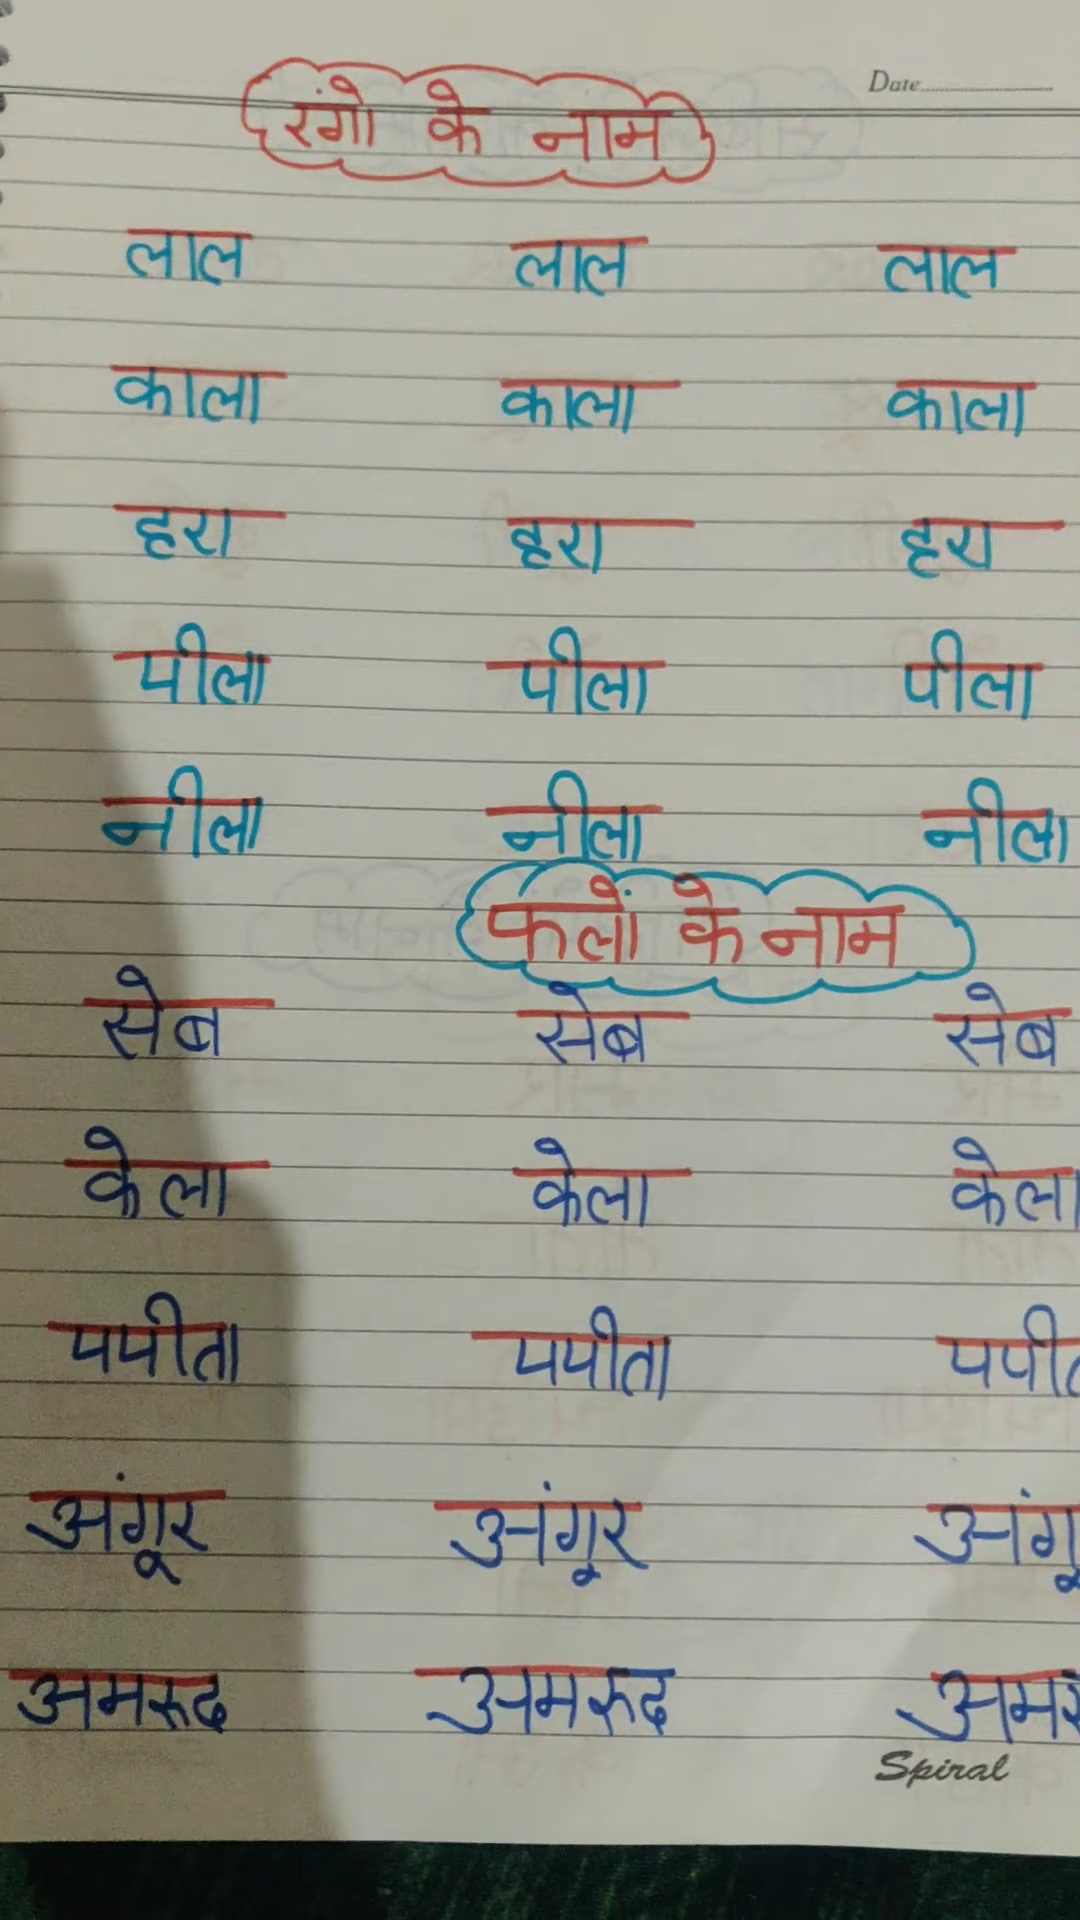 Date
रंगो के नाम
लाल लाल लाल
काला काला काला
हरा हरा हरा
पीला पीला पीला
नीला नीला नीला
फलों के नाम
सेब सेब सेब
केला केला केला
पपीता पपीता
अंगूर अंगूर
अमरूद अमरूद
Spiral